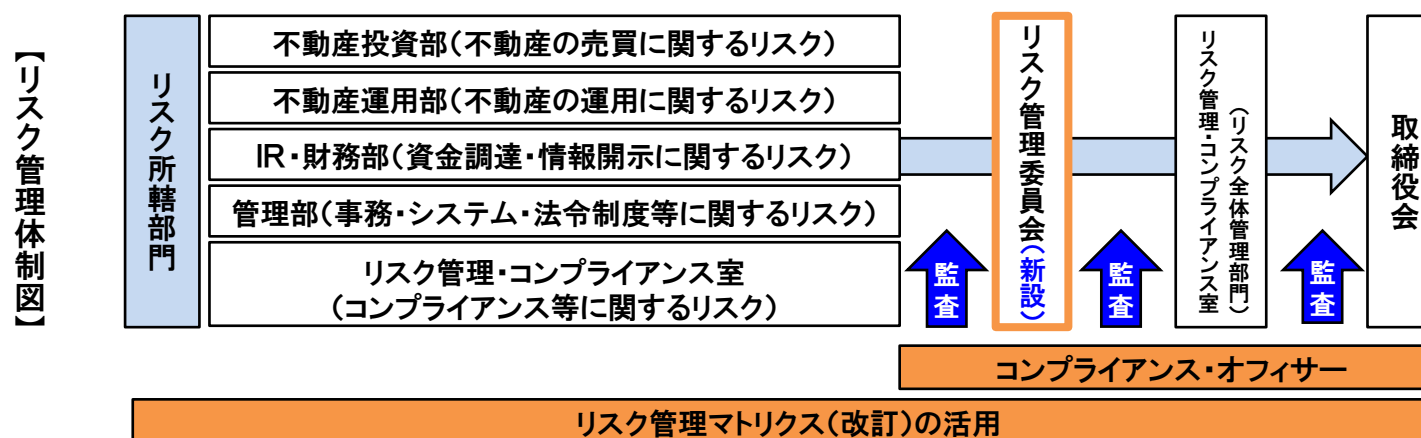 【リスク管理体制図】
リスク所轄部門
不動産投資部(不動産の売買に関するリスク)
不動産運用部(不動産の運用に関するリスク)
IR・財務部(資金調達・情報開示に関するリスク)
管理部(事務・システム・法令制度等に関するリスク)
リスク管理・コンプライアンス室
(コンプライアンス等に関するリスク)
監査
リスク管理委員会(新設)
監査
リスク管理・コンプライアンス室
(リスク全体管理部門)
監査
取締役会
コンプライアンス・オフィサー
リスク管理マトリクス(改訂)の活用